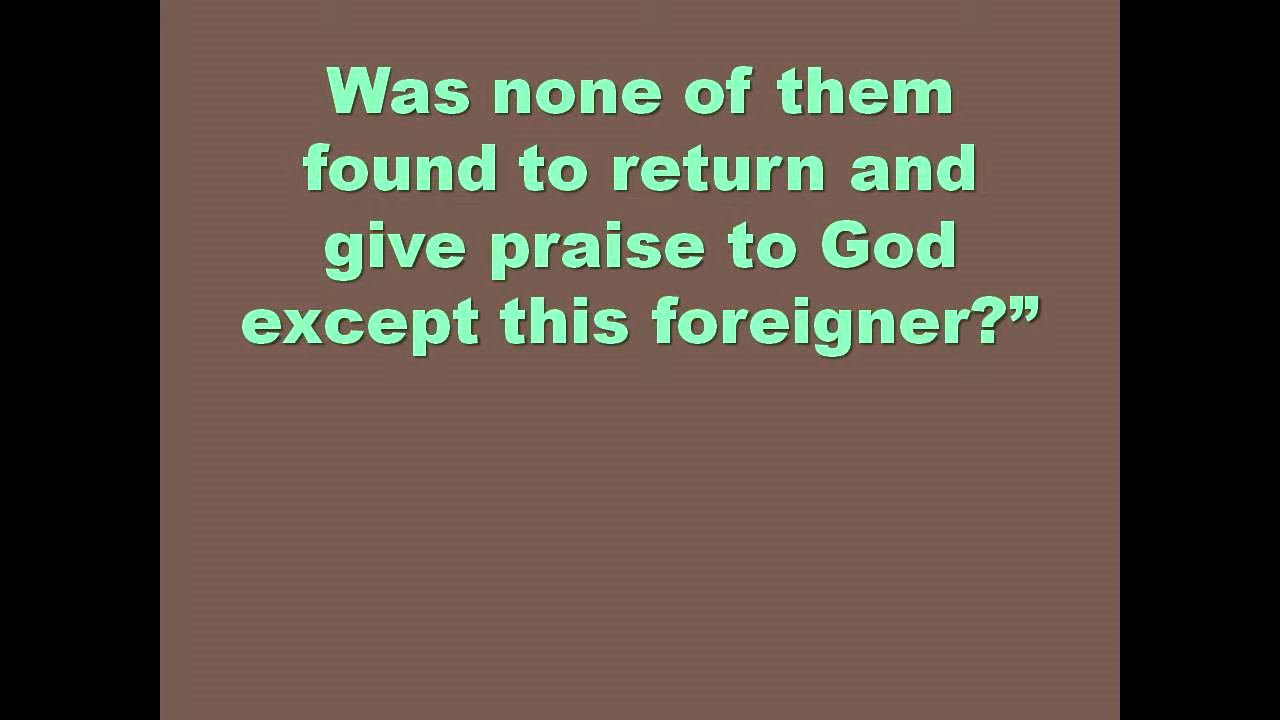 Was none of them
found to return and
give praise to God
except this foreigner?”